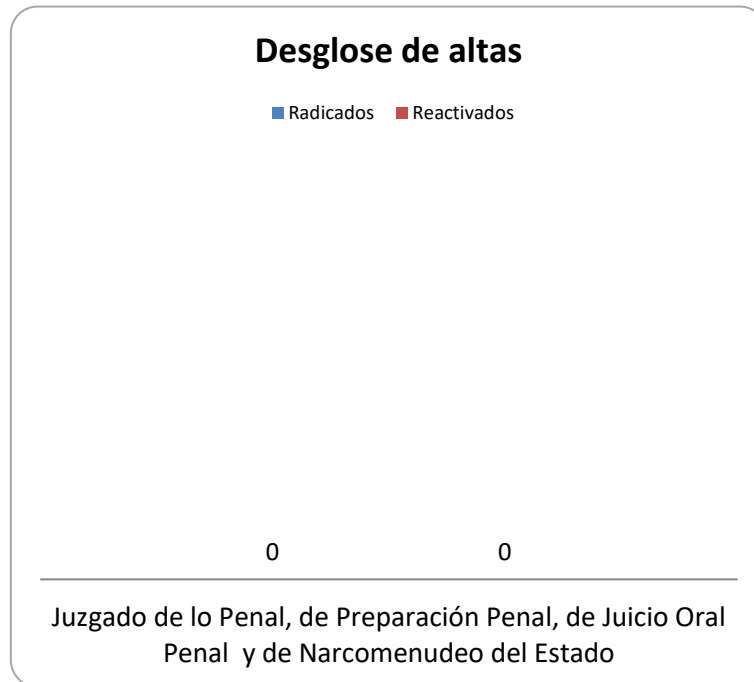 Desglose de altas
Radicados Reactivados
0 0
Juzgado de lo Penal, de Preparación Penal, de Juicio Oral
Penal  y de Narcomenudeo del Estado